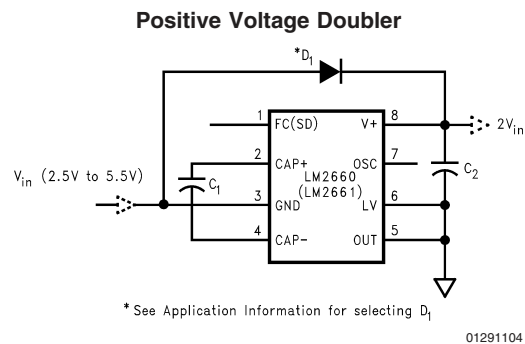 Positive Voltage Doubler
*D1
1 FC(SD) V+ 8
2Vin
2 CAP+ OSC 7
LM2660
(LM2661)
Vin (2.5V to 5.5V)
C1
C2
3 GND LV 6
4 CAP- OUT 5
*See Application Information for selecting D1
01291104